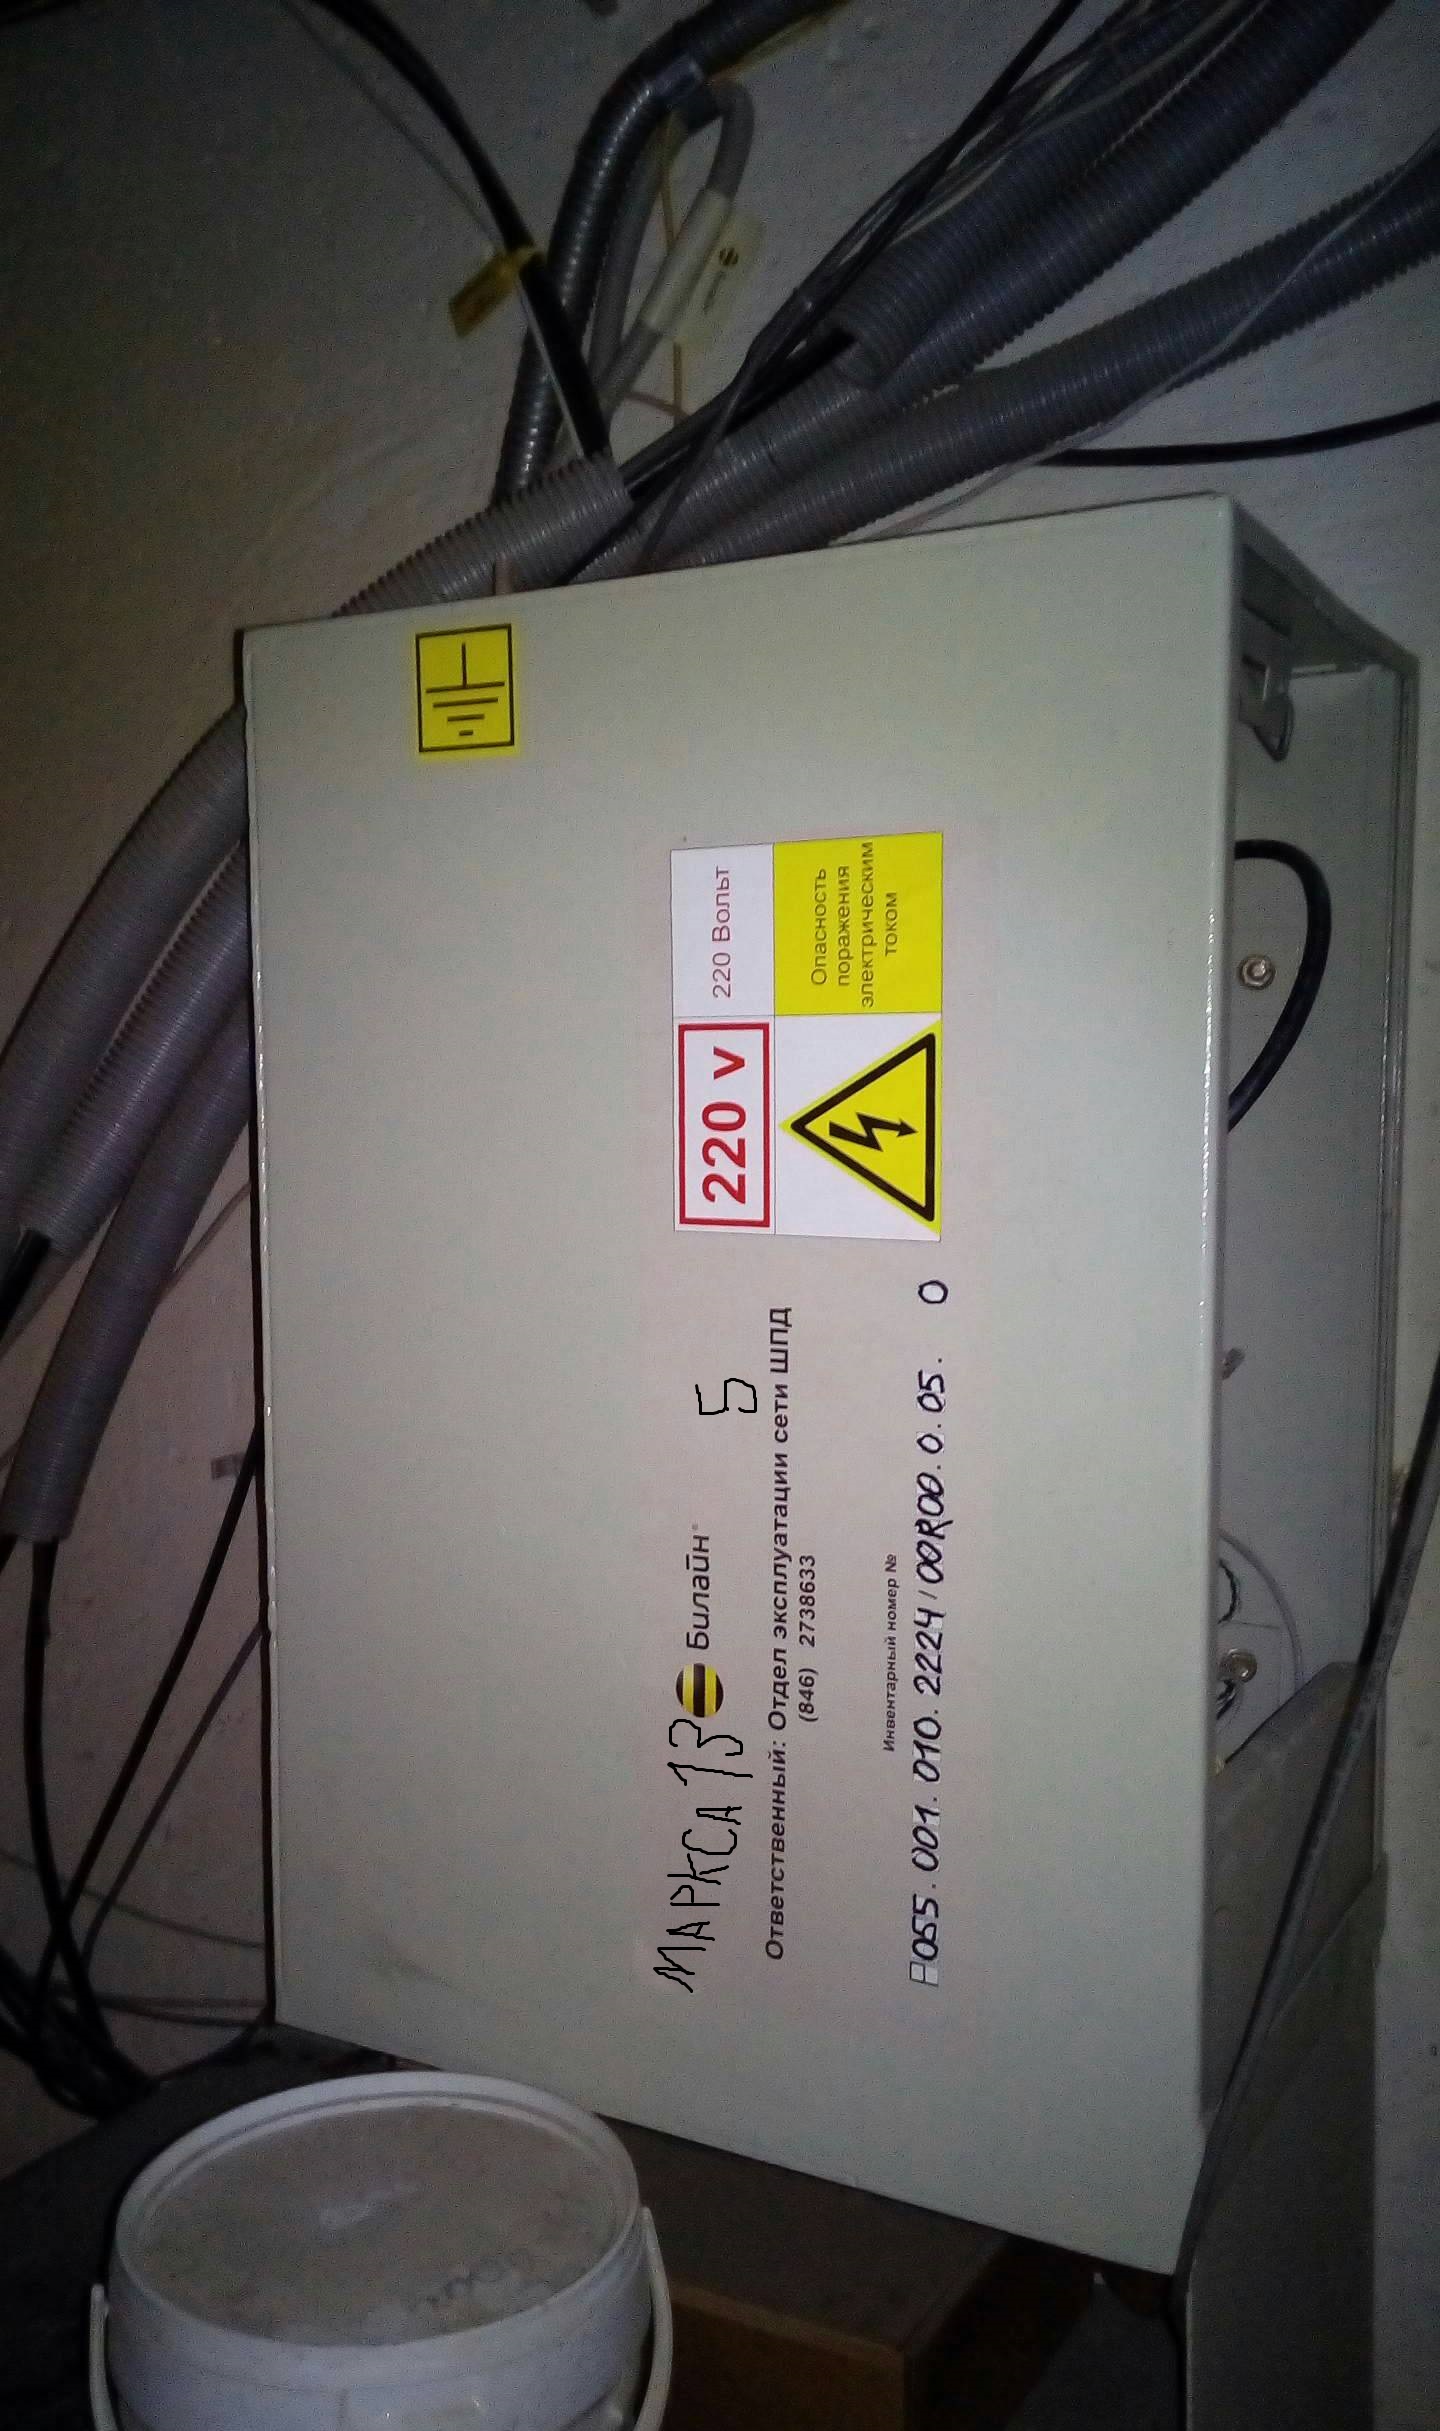 МАРКСА 13 Билайн 5
Ответственный: Отдел эксплуатации сети ШПД
(846) 2738633
Инвентарный номер №
P055.001.010.2224/00R00.0.05. 0
220 v
220 Вольт
Опасность
поражения
электрическим
током